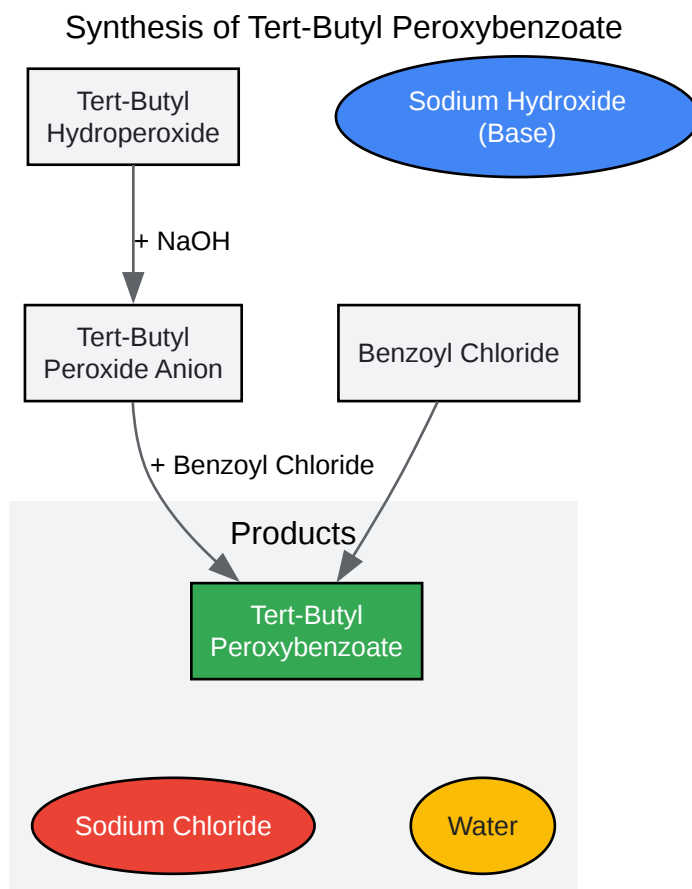 Synthesis of Tert-Butyl Peroxybenzoate
Tert-Butyl
Hydroperoxide
Sodium Hydroxide
(Base)
+ NaOH
Tert-Butyl
Peroxide Anion
Benzoyl Chloride
+ Benzoyl Chloride
Products
Tert-Butyl
Peroxybenzoate
Sodium Chloride
Water